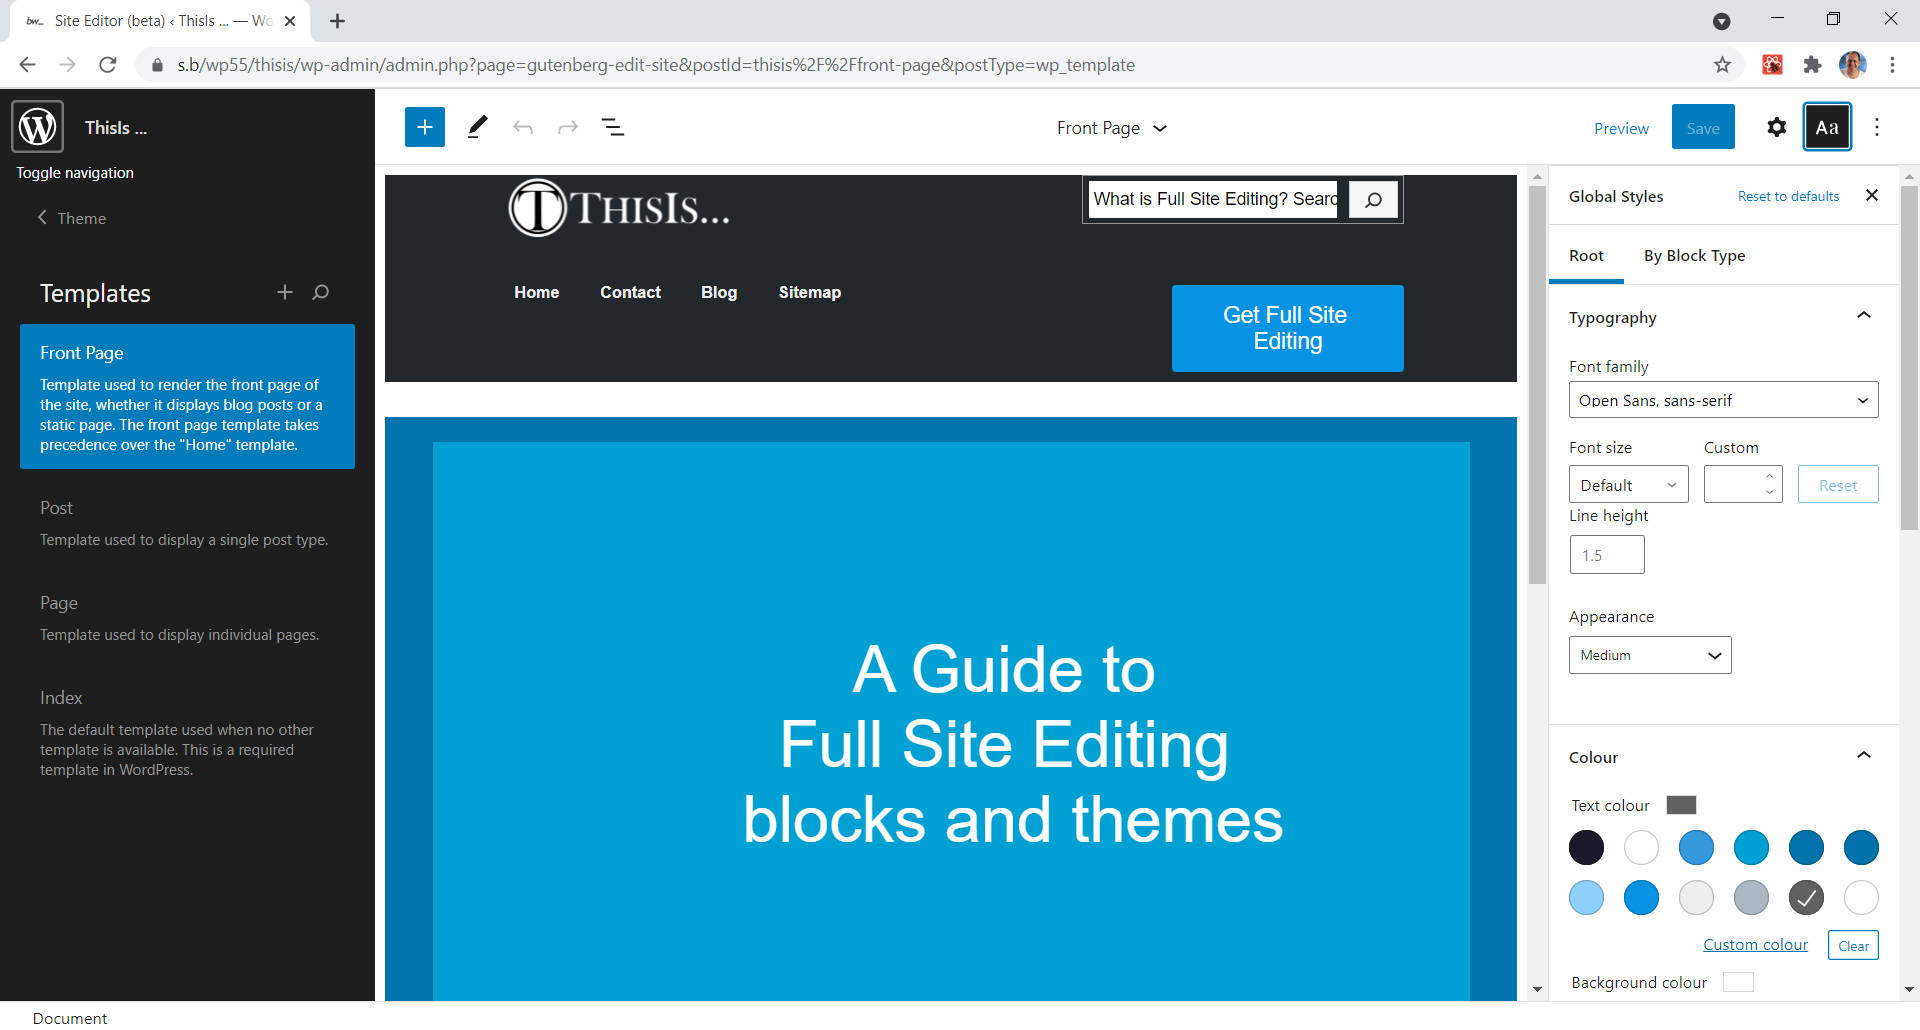 bw_ Site Editor (beta) ‹ ThisIs ... — Wo
s.b/wp55/thisis/wp-admin/admin.php?page=gutenberg-edit-site&postId=thisis%2F%2Ffront-page&postType=wp_template
ThisIs ...
Toggle navigation
Theme
Templates
Front Page
Template used to render the front page of
the site, whether it displays blog posts or a
static page. The front page template takes
precedence over the "Home" template.
Post
Template used to display a single post type.
Page
Template used to display individual pages.
Index
The default template used when no other
template is available. This is a required
template in WordPress.
Front Page
Preview
Save
Aa
THISIS...
What is Full Site Editing? Searc
Home
Contact
Blog
Sitemap
Get Full Site
Editing
A Guide to
Full Site Editing
blocks and themes
Global Styles
Reset to defaults
Root
By Block Type
Typography
Font family
Open Sans, sans-serif
Font size
Custom
Default
Reset
Line height
1.5
Appearance
Medium
Colour
Text colour
Custom colour
Clear
Background colour
Document